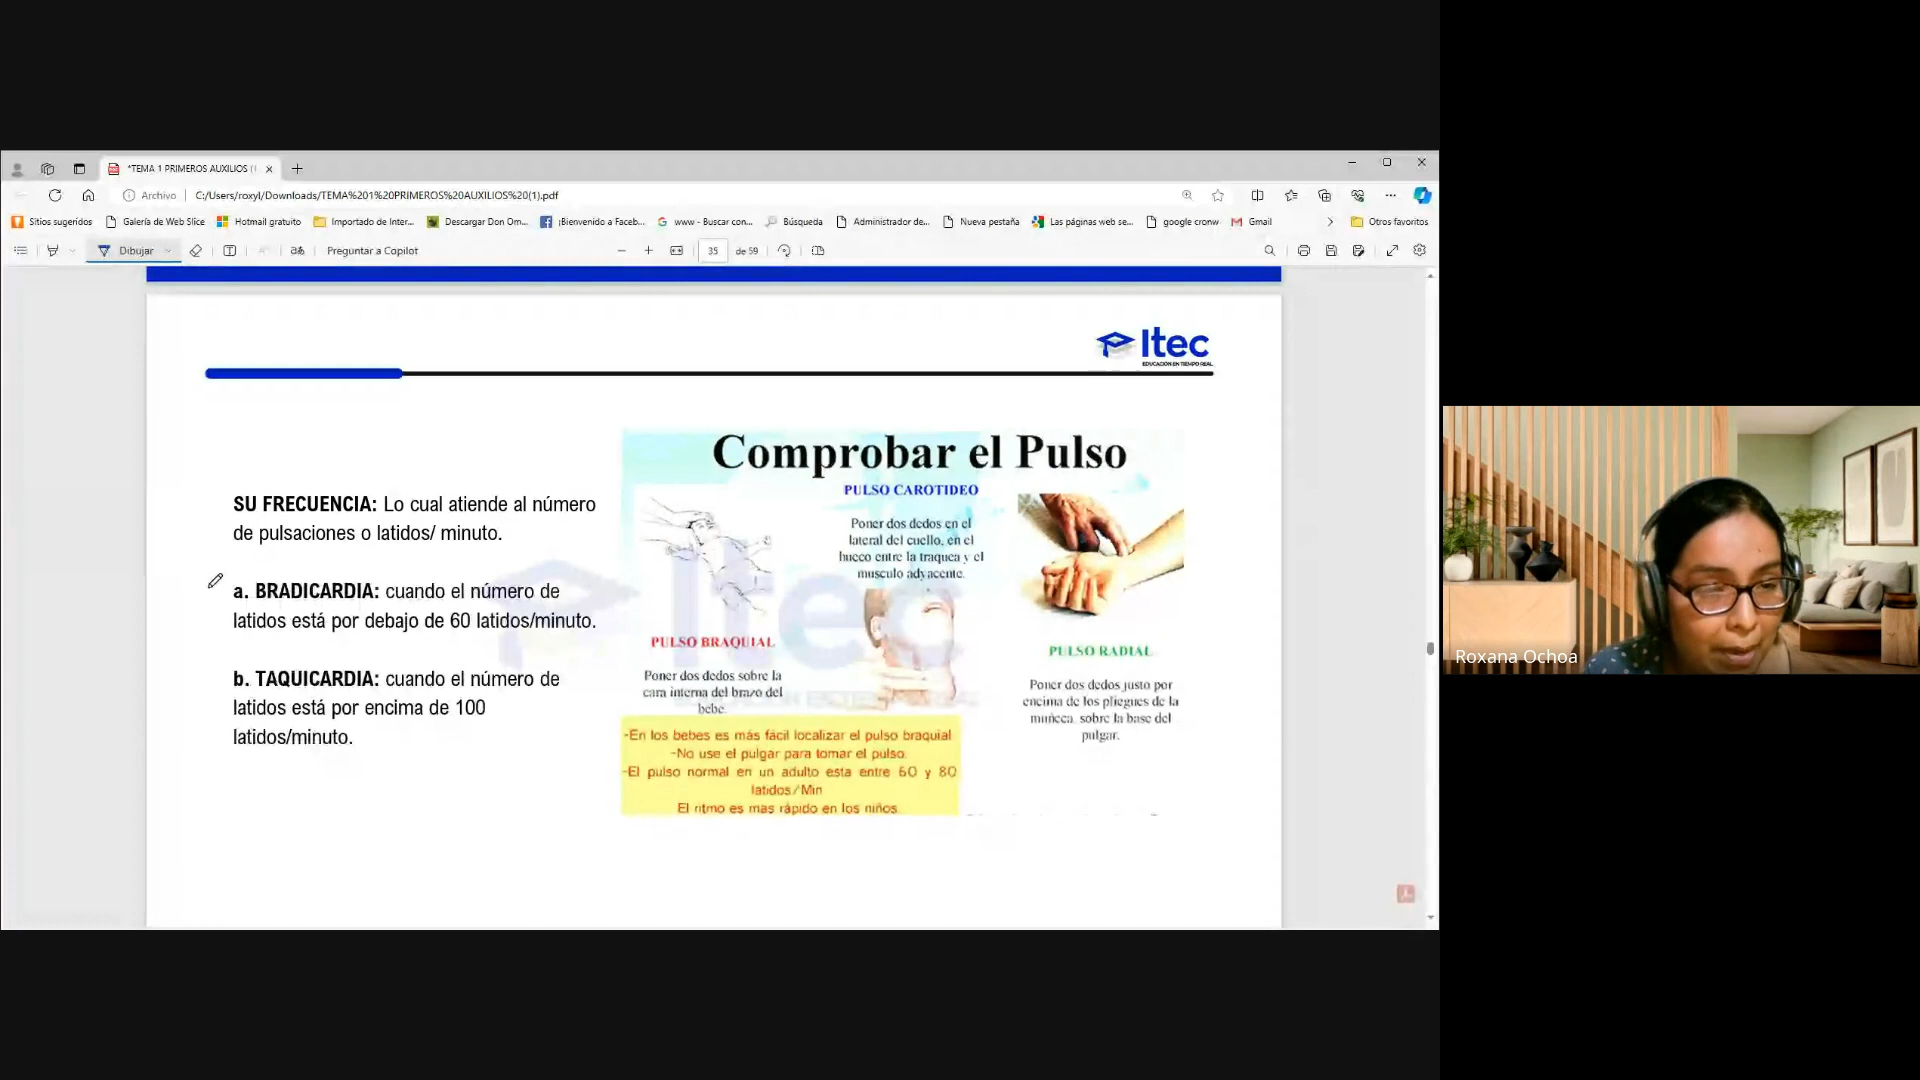 *TEMA 1 PRIMEROS AUXILIOS (1
Archivo
C:/Users/roxyl/Downloads/TEMA%201%20PRIMEROS%20AUXILIOS%20(1).pdf
Sitios sugeridos
Galería de Web Slice
Hotmail gratuito
Importado de Inter...
Descargar Don Om...
¡Bienvenido a Faceb...
www - Buscar con...
Búsqueda
Administrador de...
Nueva pestaña
Las páginas web se...
google cronw
Gmail
Otros favoritos
Dibujar
Preguntar a Copilot
35 de 59
Itec
EDUCACIÓN EN TIEMPO REAL
SU FRECUENCIA: Lo cual atiende al número
de pulsaciones o latidos/ minuto.
a. BRADICARDIA: cuando el número de
latidos está por debajo de 60 latidos/minuto.
b. TAQUICARDIA: cuando el número de
latidos está por encima de 100
latidos/minuto.
Comprobar el Pulso
PULSO CAROTIDEO
Poner dos dedos en el
lateral del cuello, en el
hueco entre la traquea y el
musculo adyacente.
PULSO BRAQUIAL
Poner dos dedos sobre la
cara interna del brazo del
bebe.
PULSO RADIAL
Poner dos dedos justo por
encima de los pliegues de la
muñeca, sobre la base del
pulgar.
-En los bebes es más fácil localizar el pulso braquial
-No use el pulgar para tomar el pulso.
-El pulso normal en un adulto esta entre 60 y 80
latidos/Min
El ritmo es mas rápido en los niños.
Itec
Roxana Ochoa